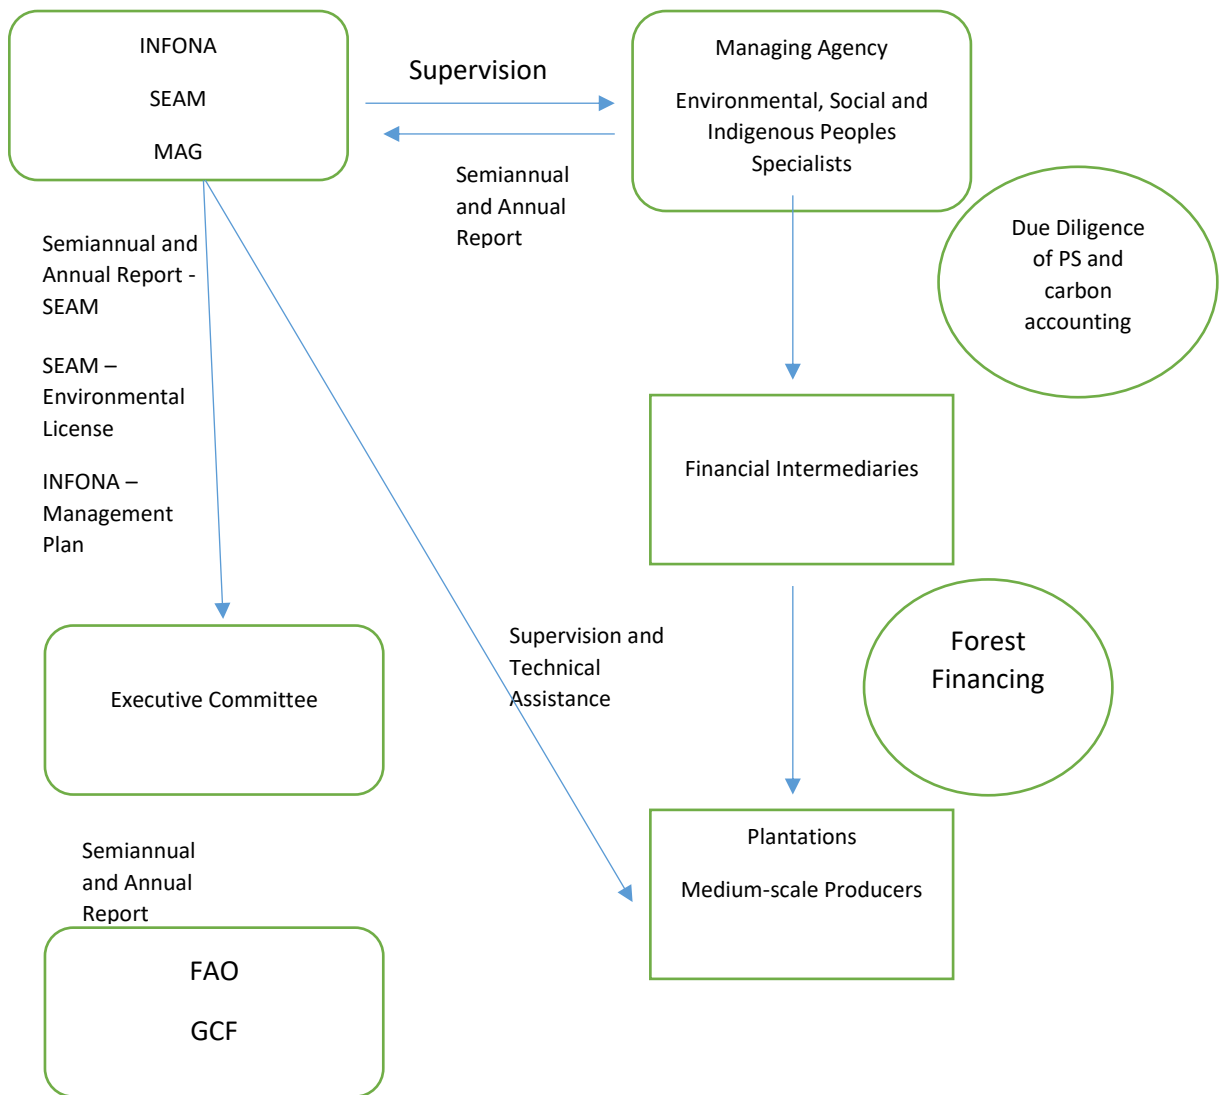 INFONA
SEAM
MAG
Supervision
Semiannual
and Annual
Report
Managing Agency
Environmental, Social and
Indigenous Peoples
Specialists
Due Diligence
of PS and
carbon
accounting
Semiannual and
Annual Report -
SEAM
SEAM –
Environmental
License
INFONA –
Management
Plan
Financial Intermediaries
Supervision and
Technical
Assistance
Forest
Financing
Executive Committee
Plantations
Medium-scale Producers
Semiannual
and Annual
Report
FAO
GCF